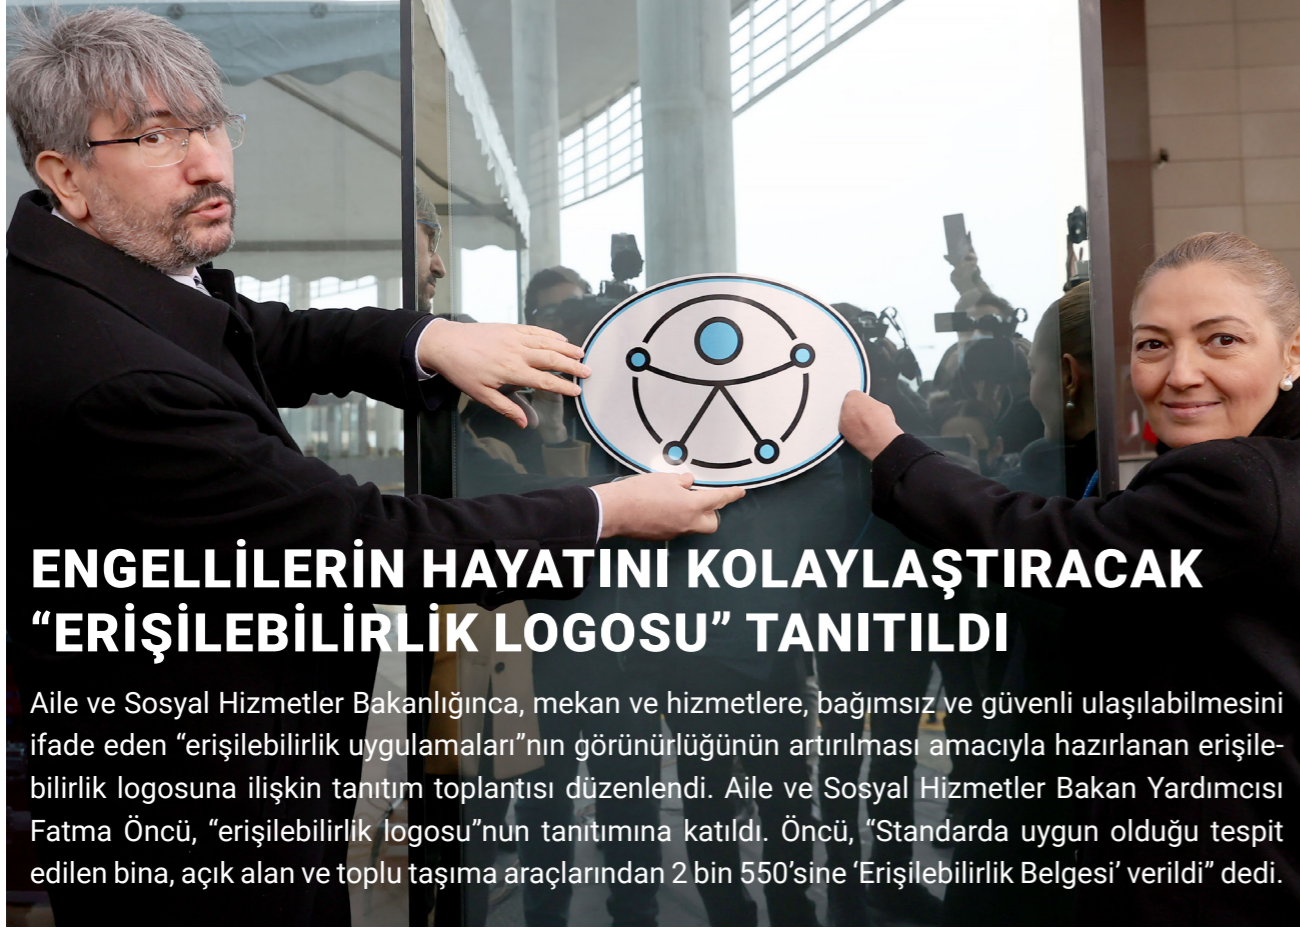 ENGELLİLERİN HAYATINI KOLAYLAŞTIRACAK
“ERİŞİLEBİLİRLİK LOGOSU” TANITILDI
Aile ve Sosyal Hizmetler Bakanlığınca, mekan ve hizmetlere, bağımsız ve güvenli ulaşılabilmesini
ifade eden “erişilebilirlik uygulamaları”nın görünürlüğünün artırılması amacıyla hazırlanan erişile-
bilirlik logosuna ilişkin tanıtım toplantısı düzenlendi. Aile ve Sosyal Hizmetler Bakan Yardımcısı
Fatma Öncü, “erişilebilirlik logosu”nun tanıtımına katıldı. Öncü, “Standarda uygun olduğu tespit
edilen bina, açık alan ve toplu taşıma araçlarından 2 bin 550’sine ‘Erişilebilirlik Belgesi’ verildi” dedi.